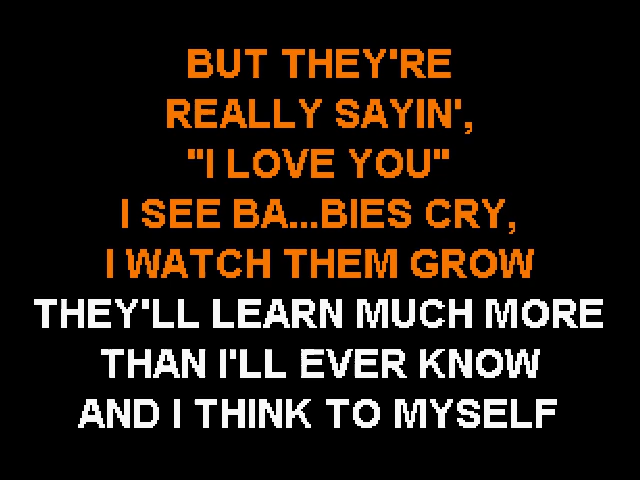 BUT THEY'RE
REALLY SAYIN',
"I LOVE YOU"
I SEE BA...BIES CRY,
I WATCH THEM GROW
THEY'LL LEARN MUCH MORE
THAN I'LL EVER KNOW
AND I THINK TO MYSELF